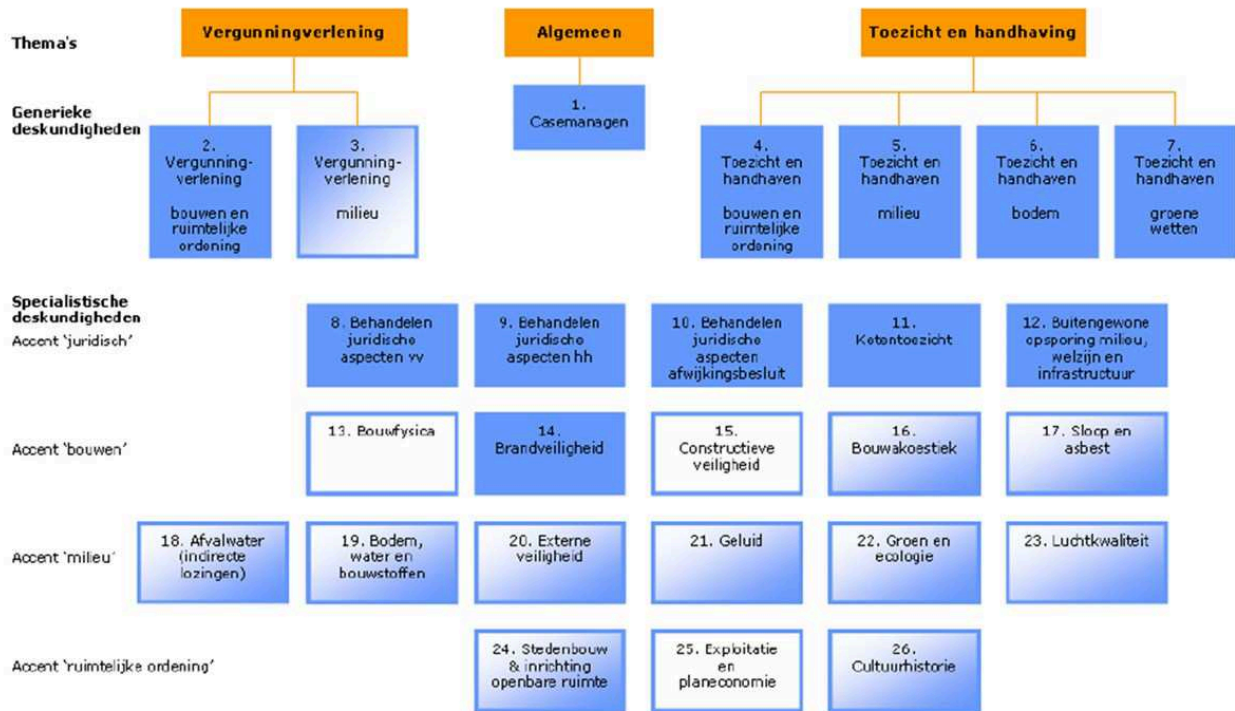 Thema's
Vergunningverlening
Algemeen
Toezicht en handhaving
Generieke
deskundigheden
1.
Casemanagen
2.
Vergunning-
verlening
bouwen en
ruimtelijke
ordening
3.
Vergunning-
verlening
milieu
4.
Toezicht en
handhaven
bouwen en
ruimtelijke
ordening
5.
Toezicht en
handhaven
milieu
6.
Toezicht en
handhaven
bodem
7.
Toezicht en
handhaven
groene
wetten
Specialistische
deskundigheden
Accent 'juridisch'
8. Behandelen
juridische
aspecten vv
9. Behandelen
juridische
aspecten hh
10. Behandelen
juridische
aspecten
afwijkingsbesluit
11.
Ketentoezicht
12. Buitengewone
opsporing milieu,
welzijn en
infrastructuur
Accent 'bouwen'
13. Bouwfysica
14.
Brandveiligheid
15.
Constructieve
veiligheid
16.
Bouwakoestiek
17. Sloop en
asbest
Accent 'milieu'
18. Afvalwater
(indirecte
lozingen)
19. Bodem,
water en
bouwstoffen
20. Externe
veiligheid
21. Geluid
22. Groen en
ecologie
23. Luchtkwaliteit
Accent 'ruimtelijke ordening'
24. Stedenbouw
& inrichting
openbare ruimte
25. Exploitatie
en
planeconomie
26.
Cultuurhistorie